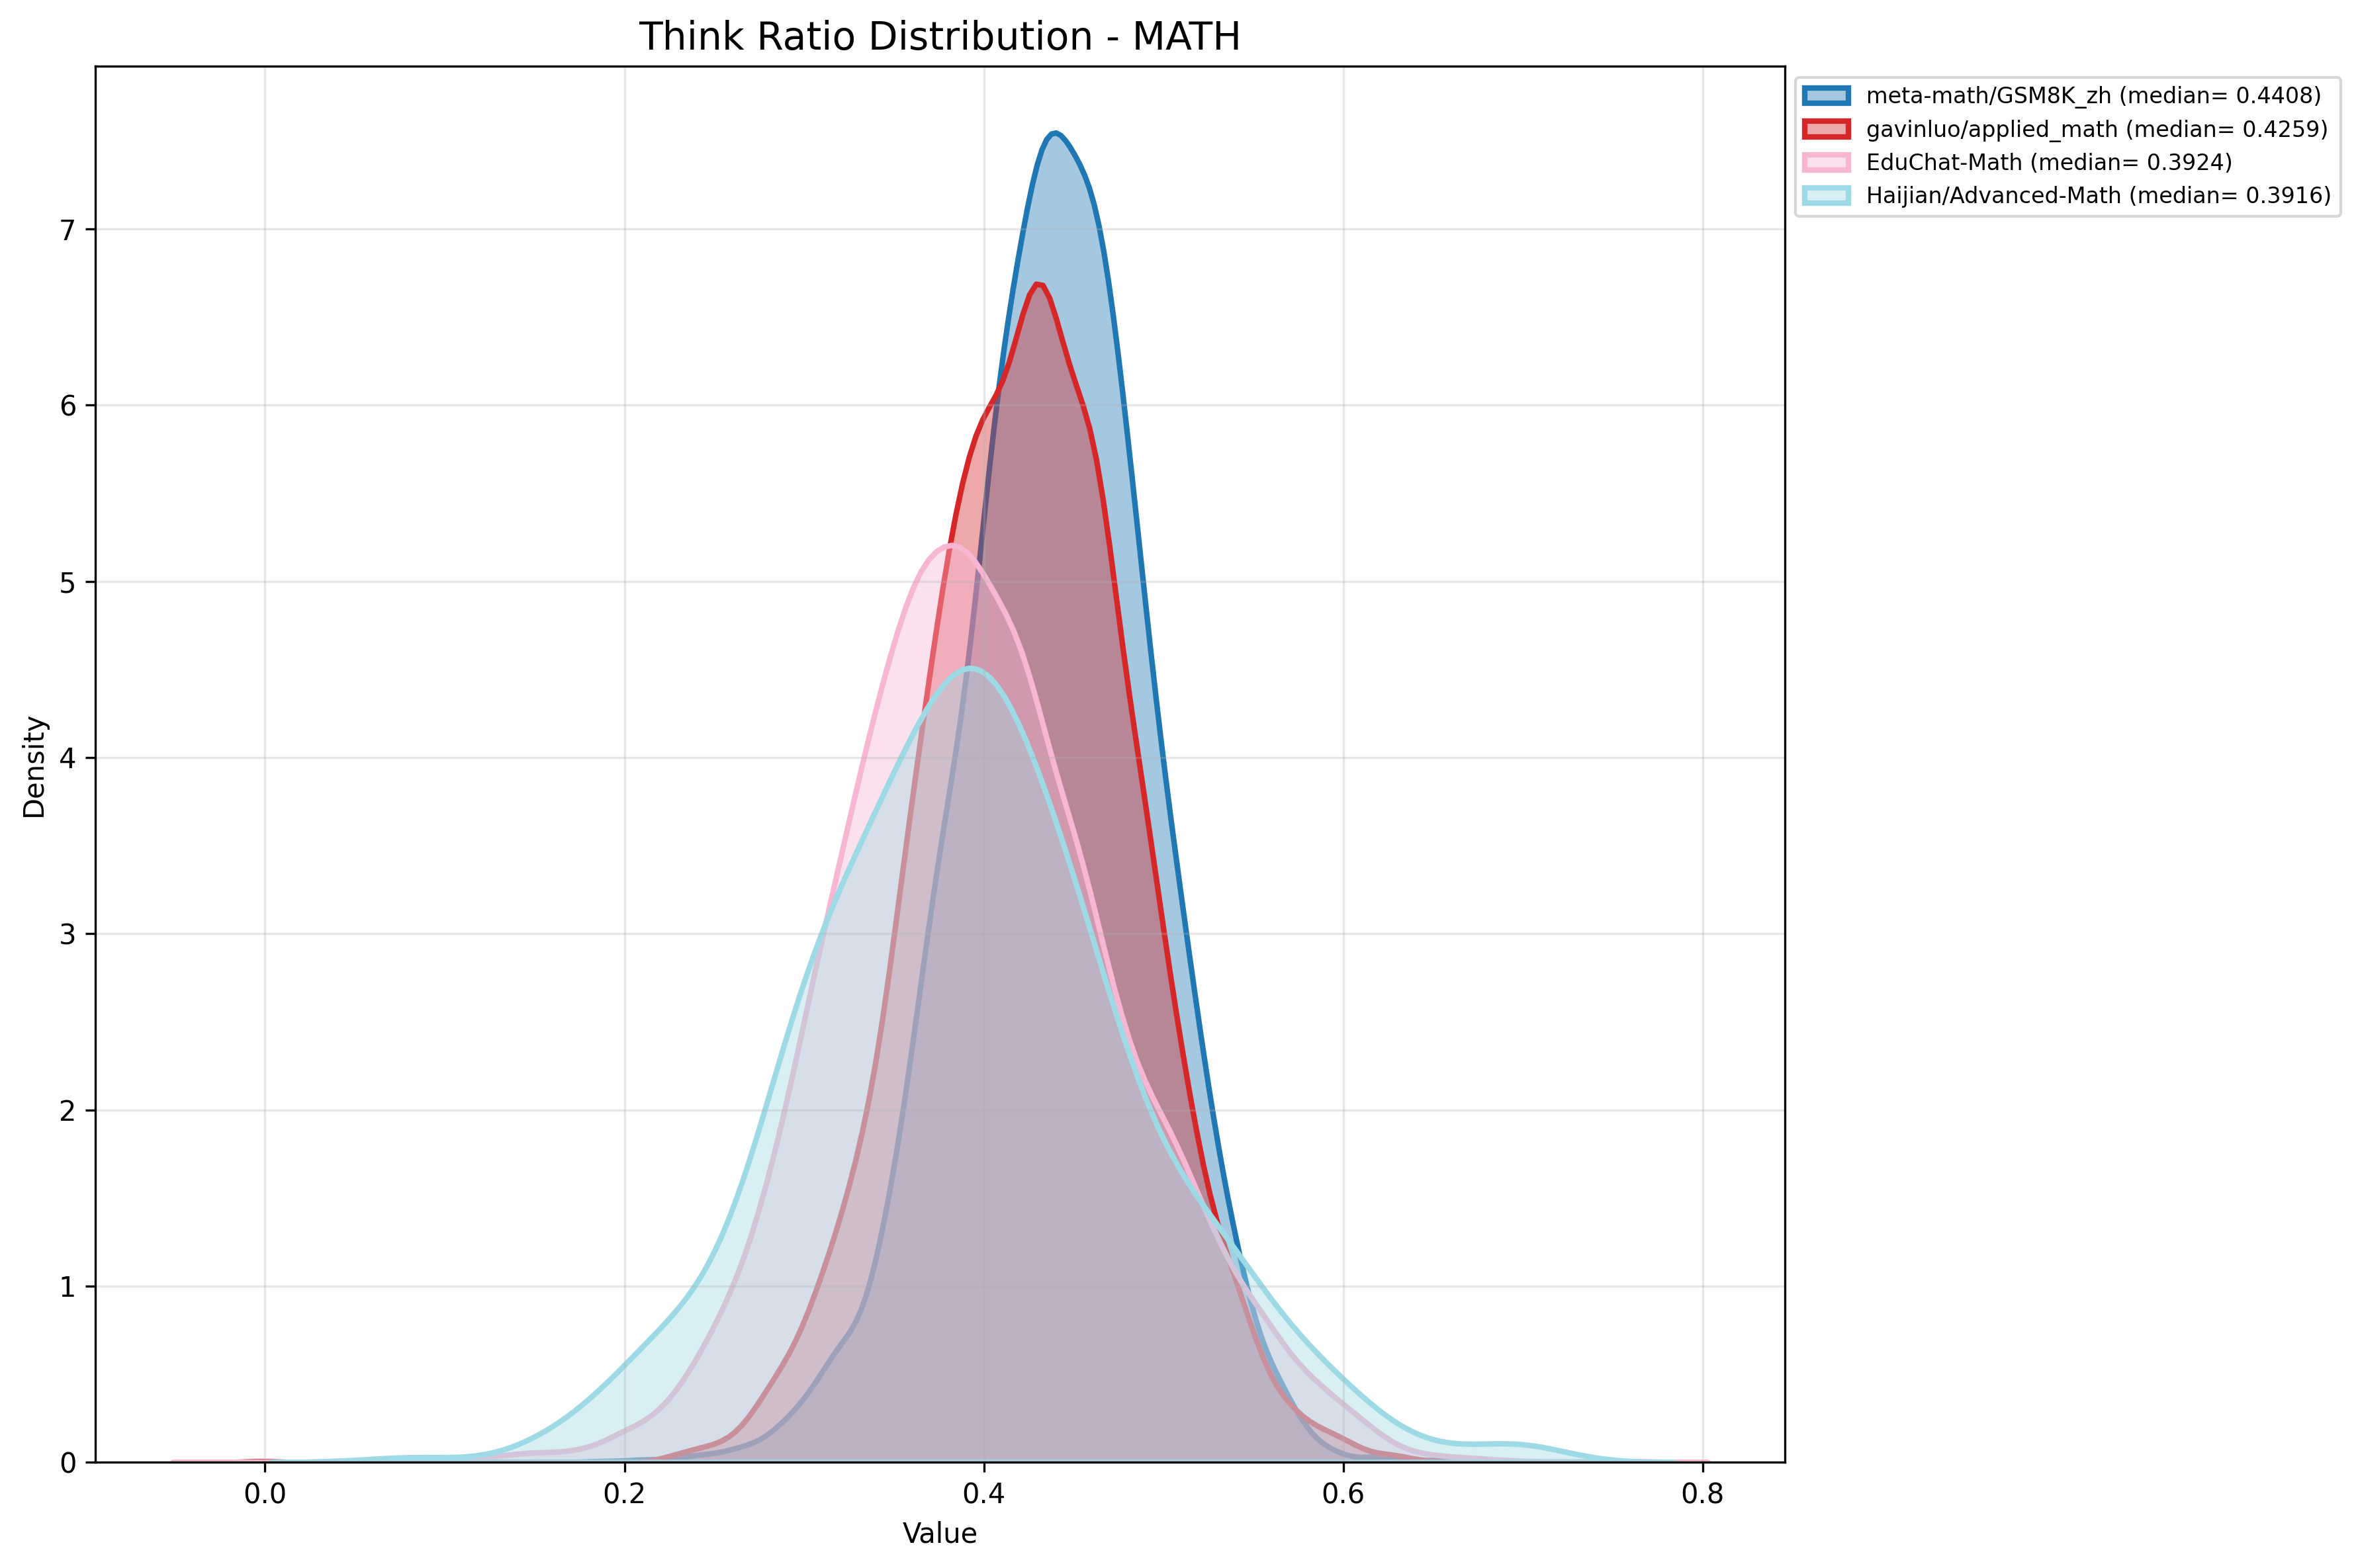 Think Ratio Distribution - MATH
meta-math/GSM8K_zh (median= 0.4408)
gavinluo/applied_math (median= 0.4259)
EduChat-Math (median= 0.3924)
Haijian/Advanced-Math (median= 0.3916)
Density
7
6
5
4
3
2
1
0
0.0 0.2 0.4 0.6 0.8
Value